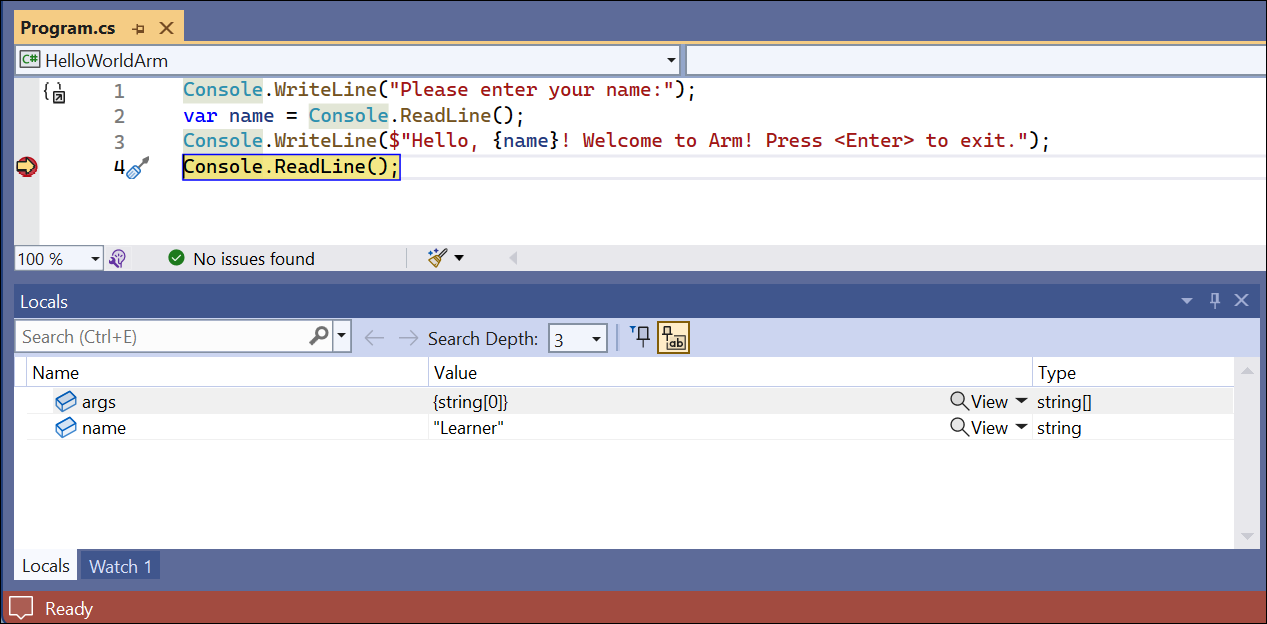 Program.cs
C# HelloWorldArm
1 Console.WriteLine("Please enter your name:");
2 var name = Console.ReadLine();
3 Console.WriteLine($"Hello, {name}! Welcome to Arm! Press <Enter> to exit.");
4 Console.ReadLine();
100 % No issues found
Locals
Search (Ctrl+E) Search Depth: 3 ab
Name Value Type
args {string[0]} View string[]
name "Learner" View string
Locals Watch 1
Ready